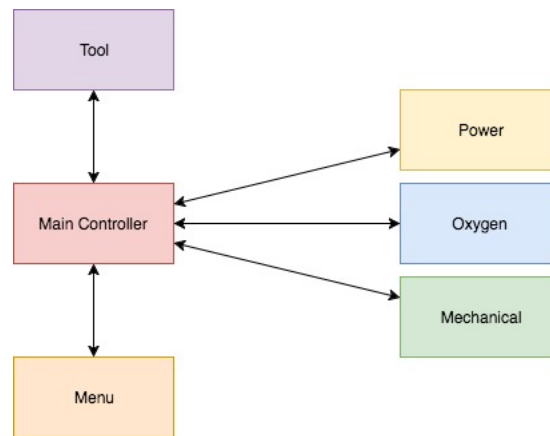 Tool
Power
Main Controller
Oxygen
Mechanical
Menu